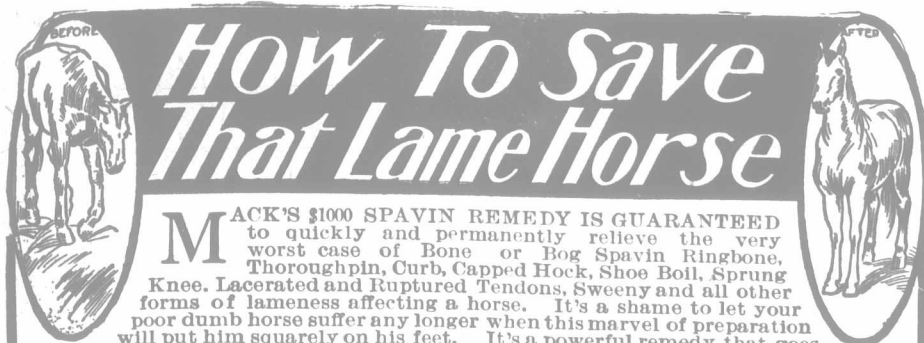 BEFORE
AFTER
How To Save
That Lame Horse
MACK'S $1000 SPAVIN REMEDY IS GUARANTEED
to quickly and permanently relieve the very
worst case of Bone or Bog Spavin Ringbone,
Thoroughpin, Curb, Capped Hock, Shoe Boil, Sprung
Knee. Lacerated and Ruptured Tendons, Sweeny and all other
forms of lameness affecting a horse. It's a shame to let your
poor dumb horse suffer any longer when this marvel of preparation
will put him squarely on his feet. It's a powerful remedy that goes